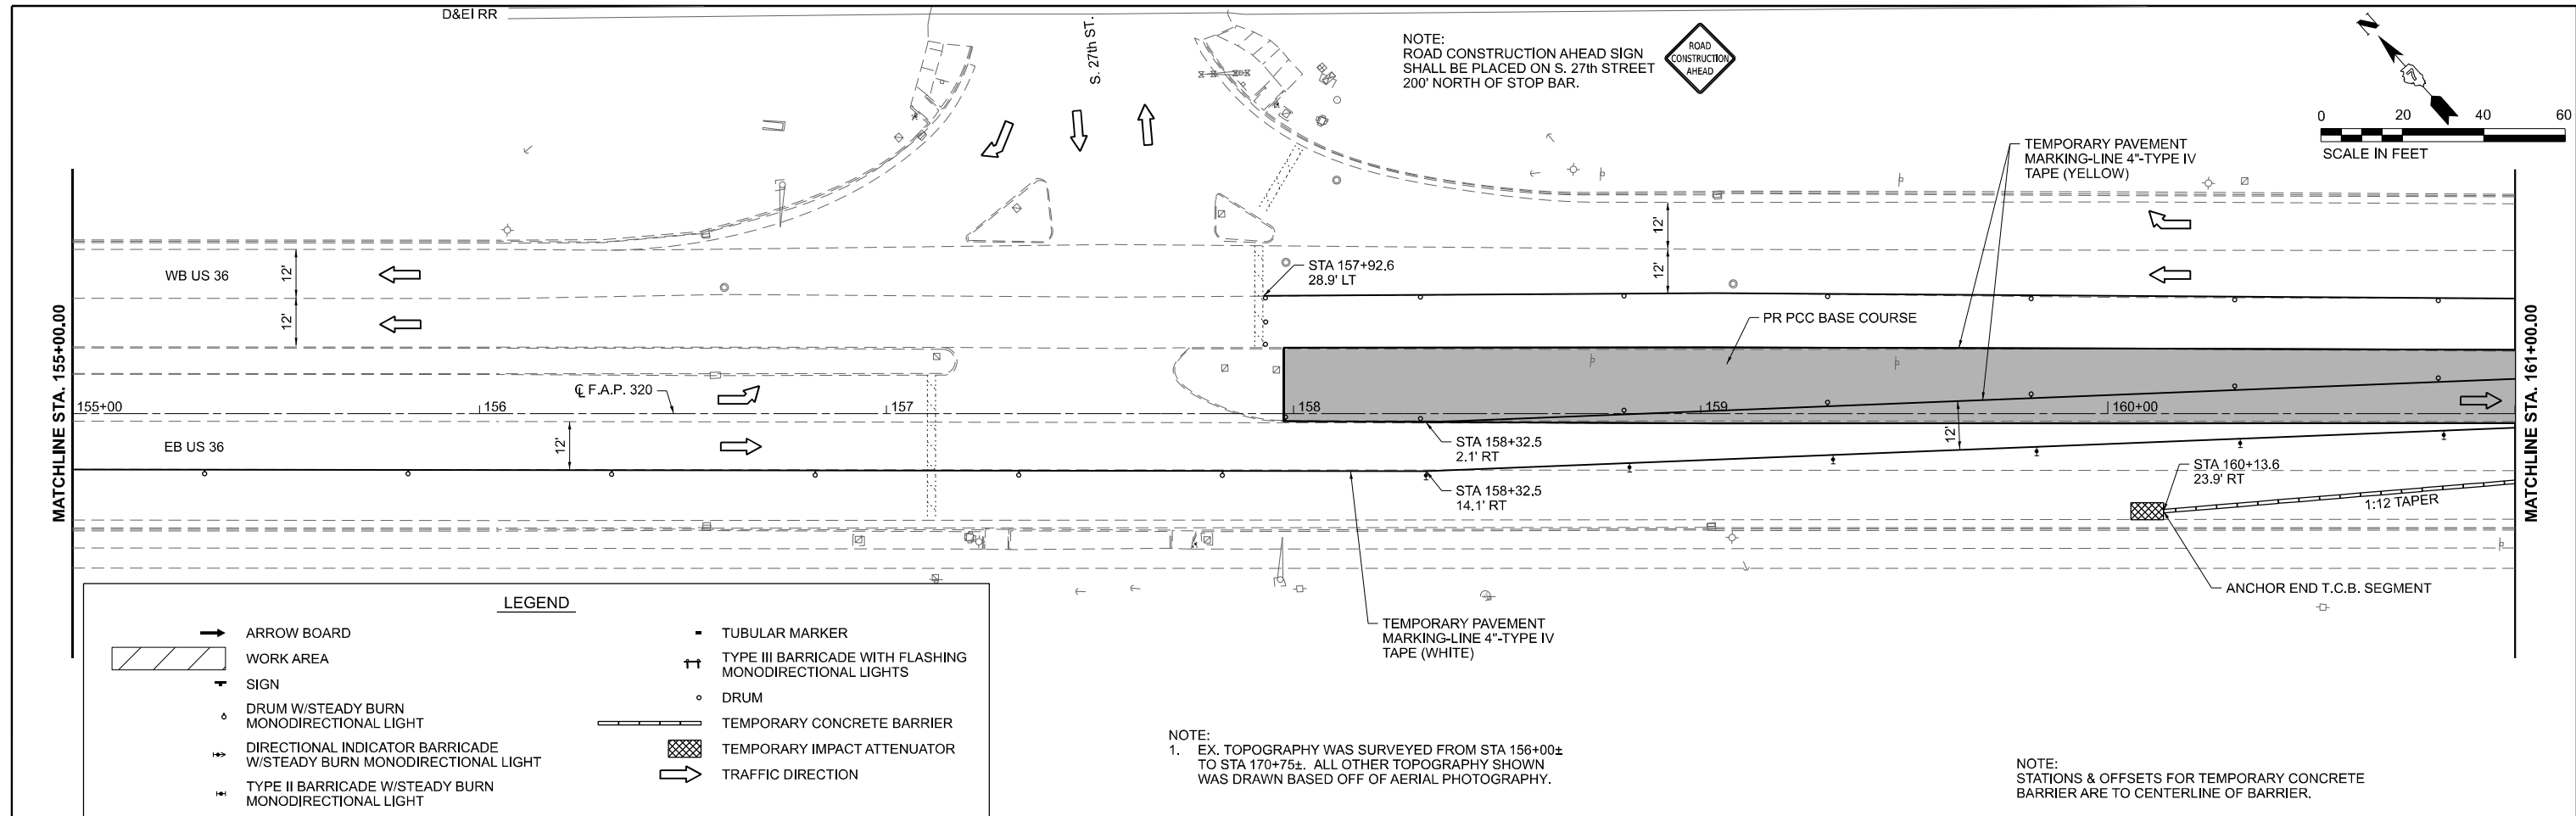 D&EI RR
S. 27th ST.
NOTE:
ROAD CONSTRUCTION AHEAD SIGN
SHALL BE PLACED ON S. 27th STREET
200' NORTH OF STOP BAR.
ROAD
CONSTRUCTION
AHEAD
N
0 20 40 60
SCALE IN FEET
TEMPORARY PAVEMENT
MARKING-LINE 4"-TYPE IV
TAPE (YELLOW)
MATCHLINE STA. 155+00.00
WB US 36
12'
12'
12'
12'
STA 157+92.6
28.9' LT
PR PCC BASE COURSE
MATCHLINE STA. 161+00.00
℄ F.A.P. 320
155+00
156
157
158
159
160+00
EB US 36
12'
12'
STA 158+32.5
2.1' RT
STA 158+32.5
14.1' RT
STA 160+13.6
23.9' RT
1:12 TAPER
ANCHOR END T.C.B. SEGMENT
TEMPORARY PAVEMENT
MARKING-LINE 4"-TYPE IV
TAPE (WHITE)
LEGEND
ARROW BOARD
WORK AREA
SIGN
DRUM W/STEADY BURN
MONODIRECTIONAL LIGHT
DIRECTIONAL INDICATOR BARRICADE
W/STEADY BURN MONODIRECTIONAL LIGHT
TYPE II BARRICADE W/STEADY BURN
MONODIRECTIONAL LIGHT
TUBULAR MARKER
TYPE III BARRICADE WITH FLASHING
MONODIRECTIONAL LIGHTS
DRUM
TEMPORARY CONCRETE BARRIER
TEMPORARY IMPACT ATTENUATOR
TRAFFIC DIRECTION
NOTE:
1. EX. TOPOGRAPHY WAS SURVEYED FROM STA 156+00±
TO STA 170+75±. ALL OTHER TOPOGRAPHY SHOWN
WAS DRAWN BASED OFF OF AERIAL PHOTOGRAPHY.
NOTE:
STATIONS & OFFSETS FOR TEMPORARY CONCRETE
BARRIER ARE TO CENTERLINE OF BARRIER.